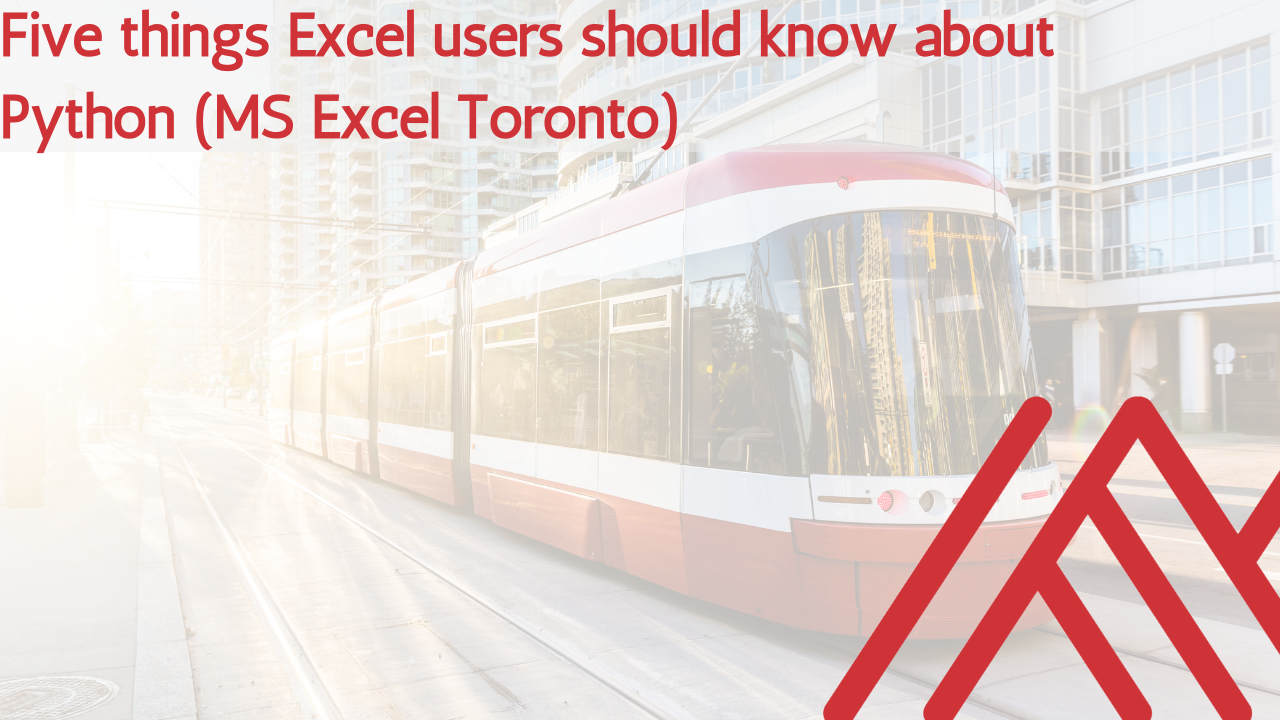 Five things Excel users should know about
Python (MS Excel Toronto)